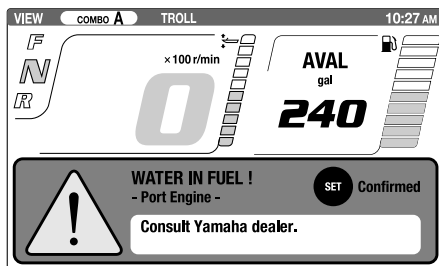 VIEW COMBO A TROLL 10:27 AM
F
N
R
×100 r/min
0
AVAL
gal
240
WATER IN FUEL !
- Port Engine -
SET Confirmed
Consult Yamaha dealer.